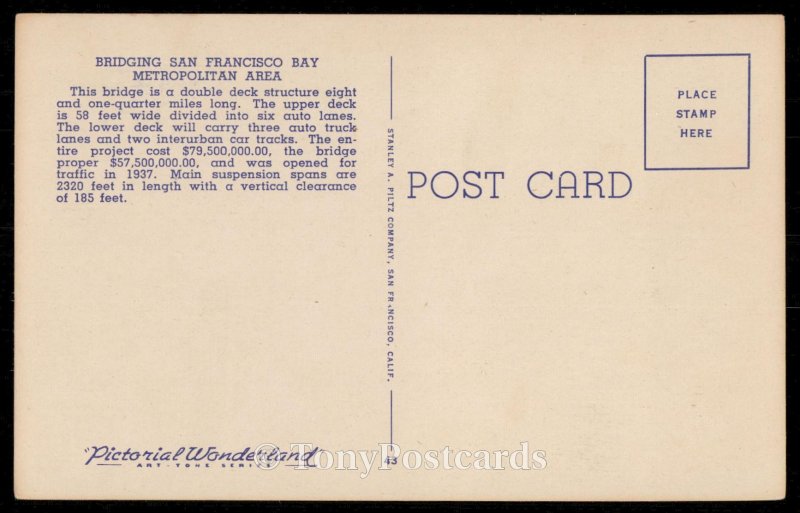 BRIDGING SAN FRANCISCO BAY
METROPOLITAN AREA
This bridge is a double deck structure eight
and one-quarter miles long. The upper deck
is 58 feet wide divided into six auto lanes.
The lower deck will carry three auto truck
lanes and two interurban car tracks. The en-
tire project cost $79,500,000.00, the bridge
proper $57,500,000.00, and was opened for
traffic in 1937. Main suspension spans are
2320 feet in length with a vertical clearance
of 185 feet.
STANLEY A. PILTZ COMPANY, SAN FRANCISCO, CALIF.
PLACE
STAMP
HERE
POST CARD
"Pictorial Wonderland"
ART-TONE SERIES
43
© TonyPostcards